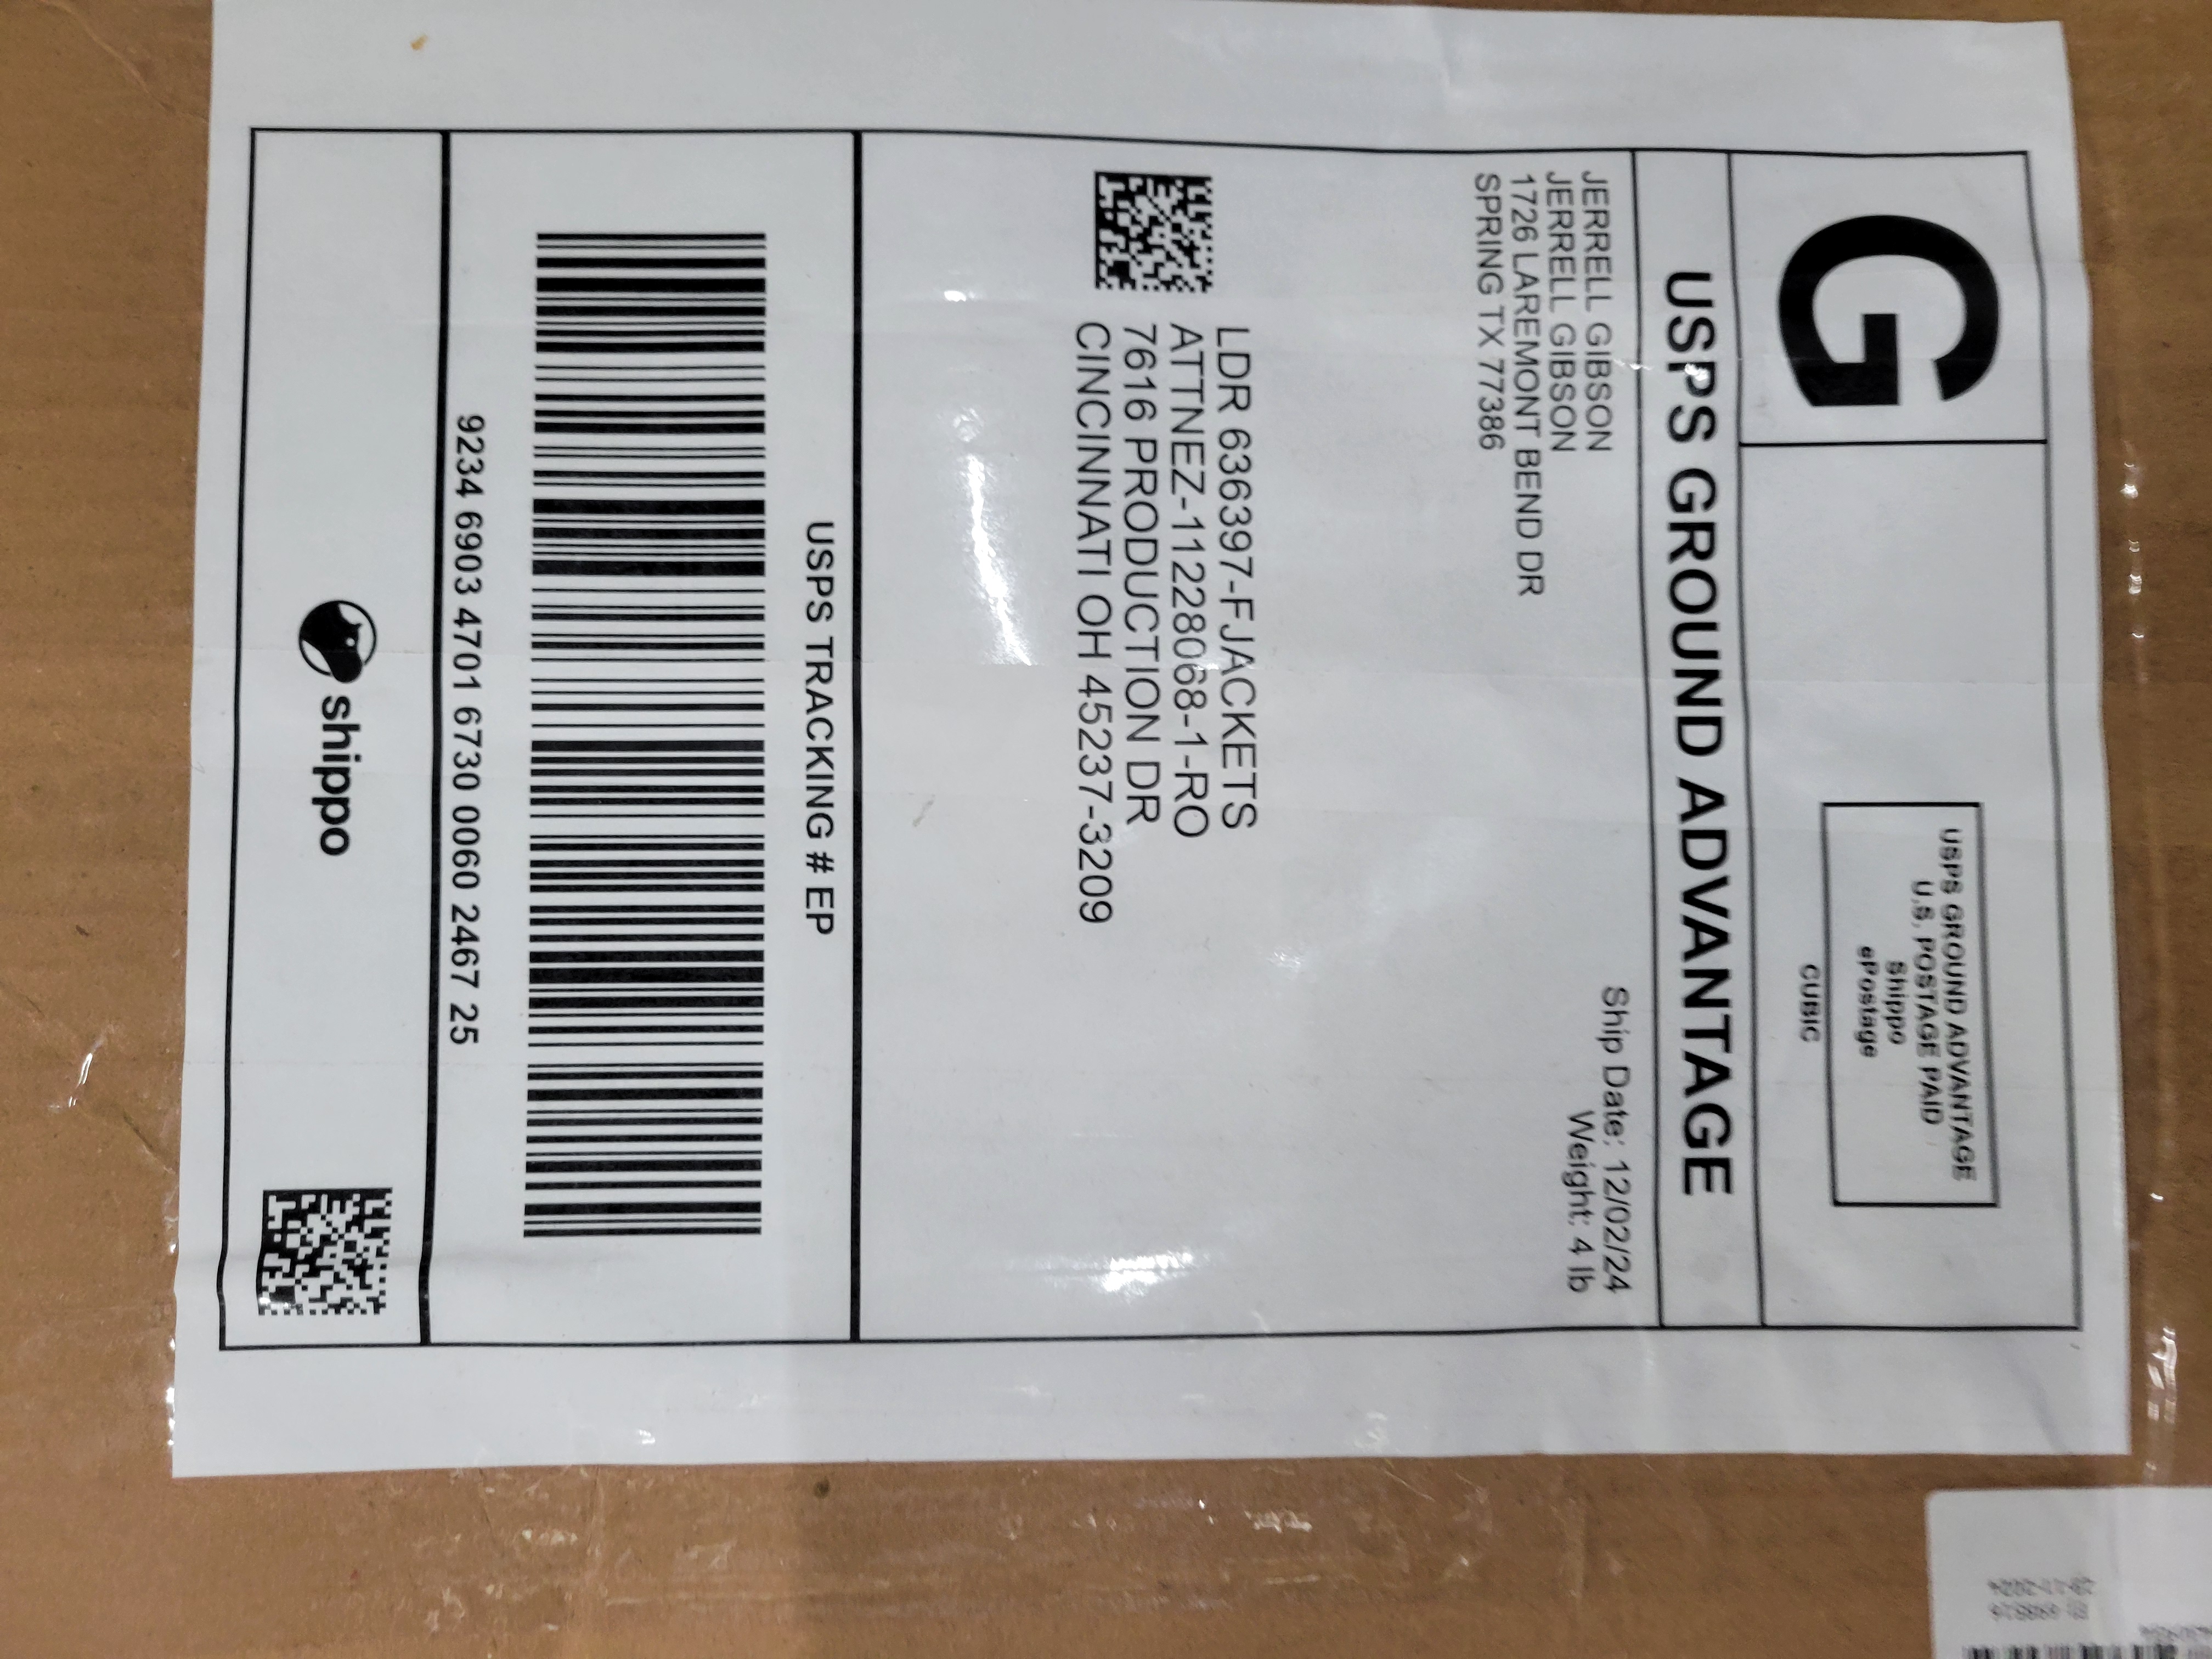 G
USPS GROUND ADVANTAGE
U.S. POSTAGE PAID
Shippo
ePostage
CUBIC
USPS GROUND ADVANTAGE
JERRELL GIBSON
JERRELL GIBSON
1726 LAREMONT BEND DR
SPRING TX 77386
Ship Date: 12/02/24
Weight: 4 lb
LDR 636397-FJACKETS
ATTNEZ-11228068-1-RO
7616 PRODUCTION DR
CINCINNATI OH 45237-3209
USPS TRACKING # EP
9234 6903 4701 6730 0060 2467 25
shippo